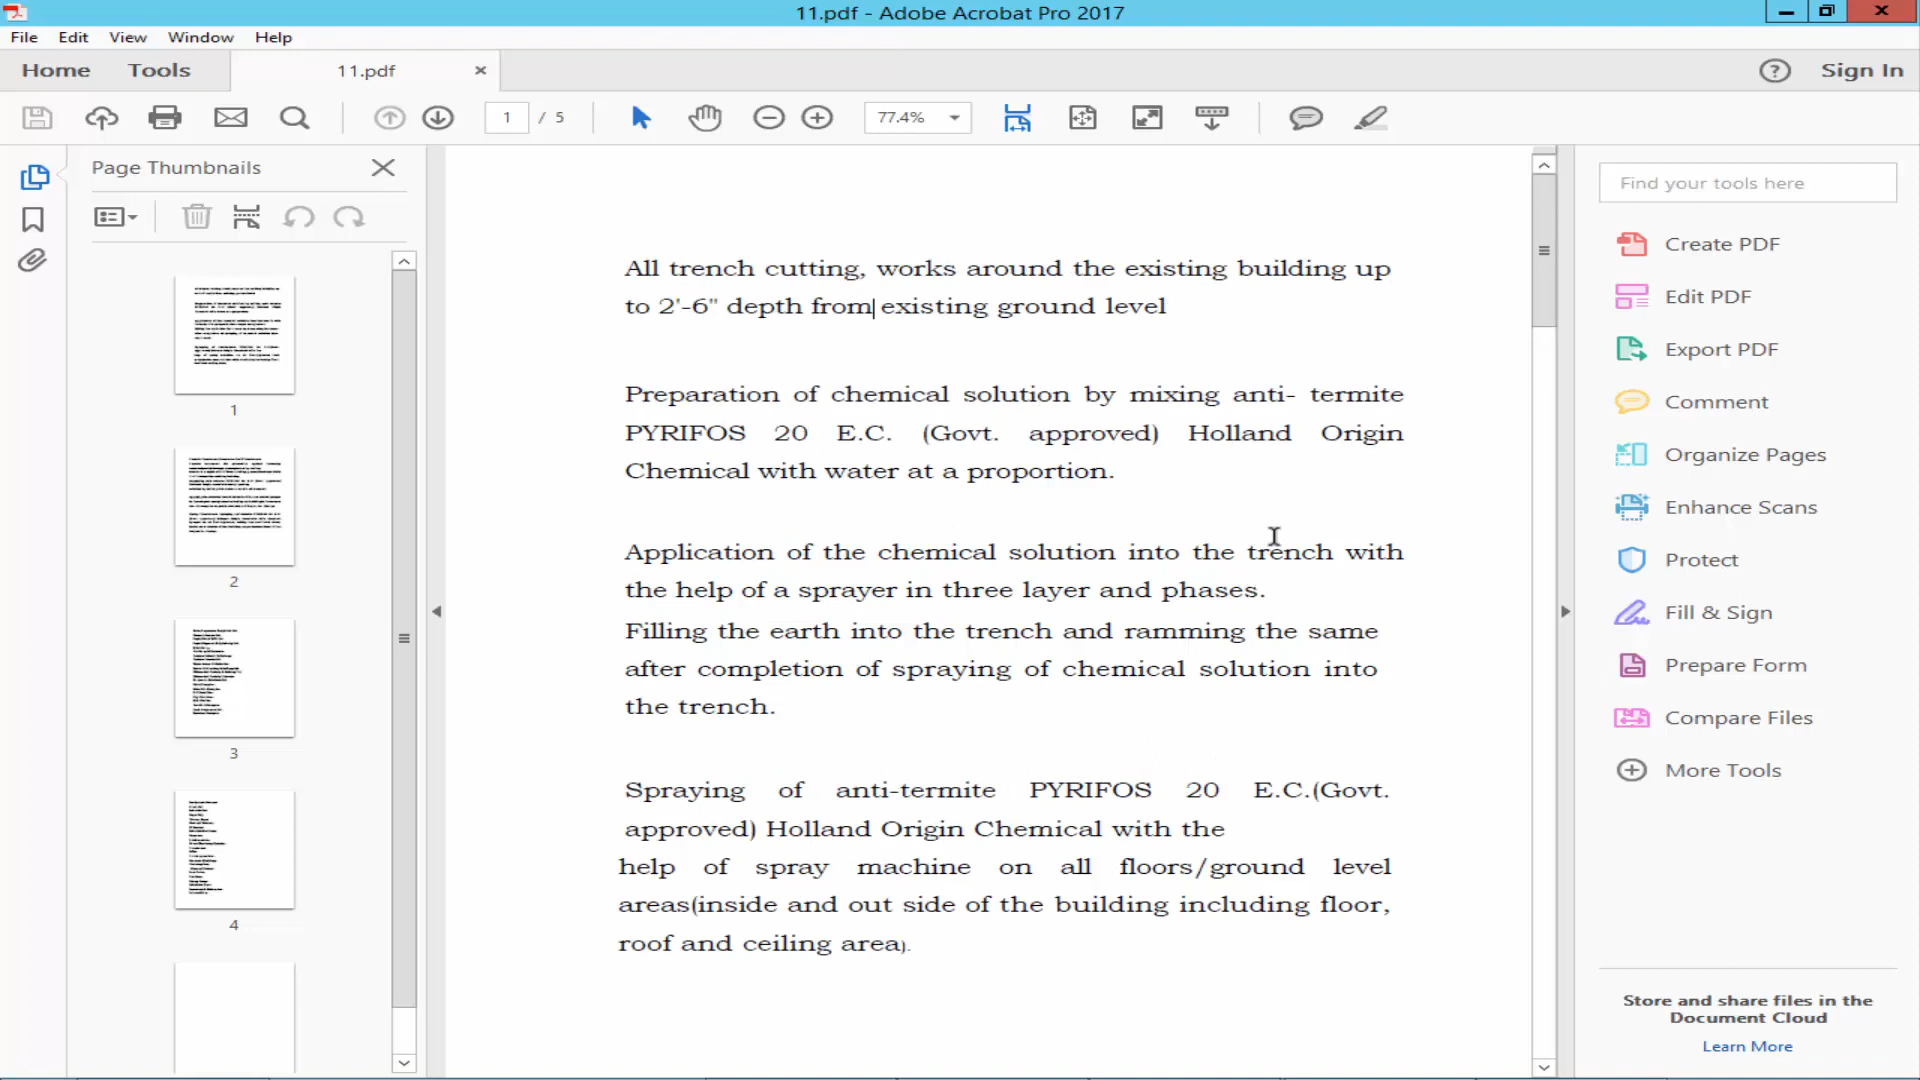 11.pdf - Adobe Acrobat Pro 2017
File Edit View Window Help
Home Tools 11.pdf Sign In
1 / 5 77.4%
Page Thumbnails
1
2
3
4
All trench cutting, works around the existing building up
to 2'-6" depth from existing ground level
Preparation of chemical solution by mixing anti- termite
PYRIFOS 20 E.C. (Govt. approved) Holland Origin
Chemical with water at a proportion.
Application of the chemical solution into the trench with
the help of a sprayer in three layer and phases.
Filling the earth into the trench and ramming the same
after completion of spraying of chemical solution into
the trench.
Spraying of anti-termite PYRIFOS 20 E.C.(Govt.
approved) Holland Origin Chemical with the
help of spray machine on all floors/ground level
areas(inside and out side of the building including floor,
roof and ceiling area).
Find your tools here
Create PDF
Edit PDF
Export PDF
Comment
Organize Pages
Enhance Scans
Protect
Fill & Sign
Prepare Form
Compare Files
More Tools
Store and share files in the
Document Cloud
Learn More